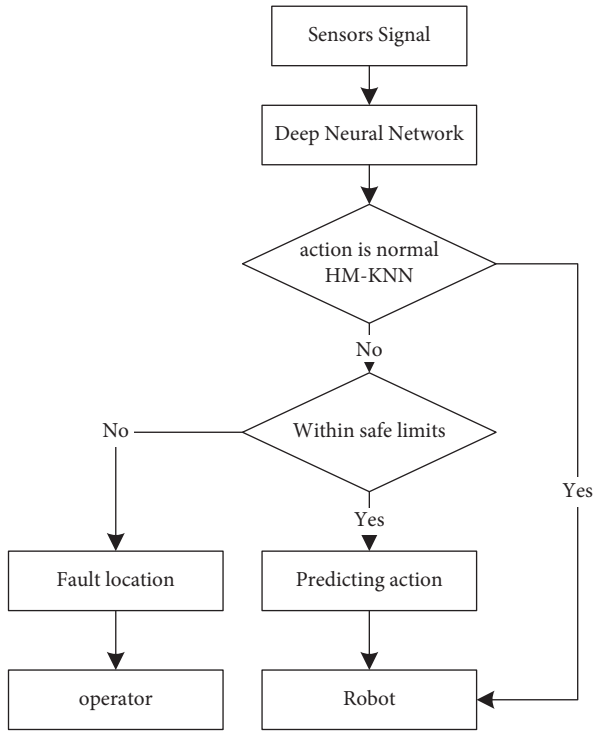 Sensors Signal
Deep Neural Network
action is normal
HM-KNN
No
Within safe limits
No
Yes
Yes
Fault location
Predicting action
operator
Robot